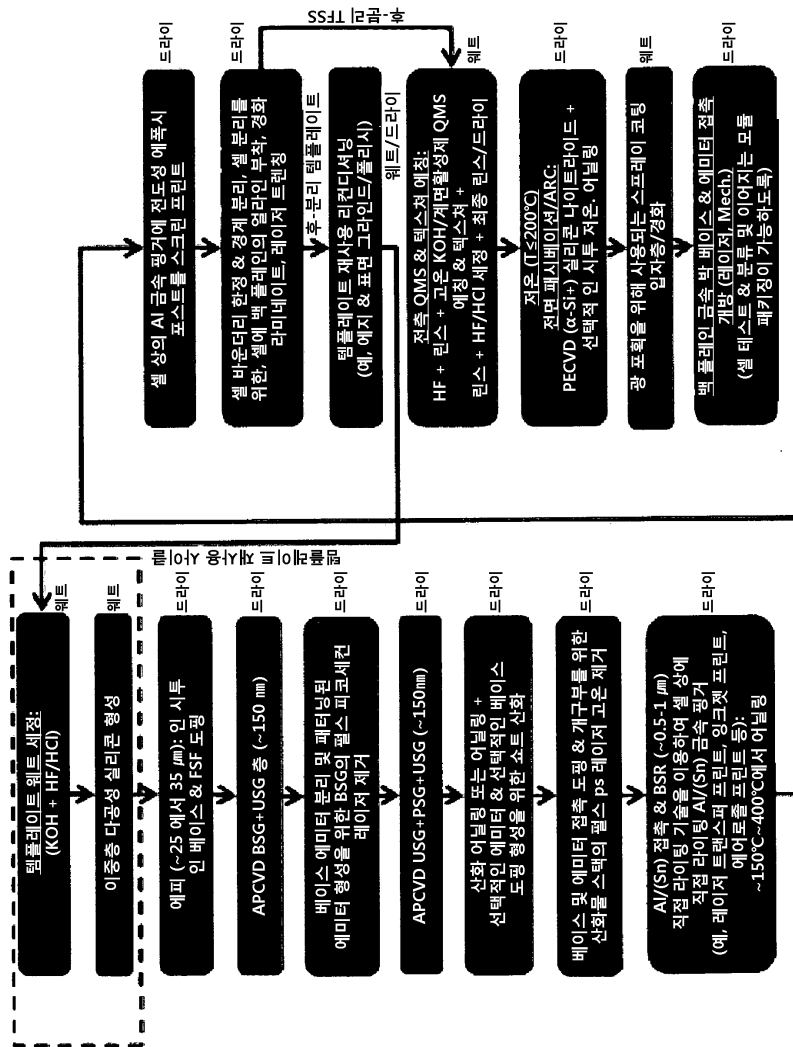 템플레이트 웨트 세정:
(KOH + HF/HCl)
웨트
이중층 다공성 실리콘 형성
웨트
에피 (~25 에서 35 ㎛): 인 시투
인 베이스 & FSF 도핑
드라이
APCVD BSG+USG 층 (~150 ㎚)
드라이
베이스 에미터 분리 및 패터닝된
에미터 형성을 위한 BSG의 펄스 피코세컨
레이저 제거
드라이
APCVD USG+PSG+USG (~150nm)
드라이
산화 어닐링 또는 어닐링 +
선택적인 에미터 & 선택적인 베이스
도핑 형성을 위한 쇼트 산화
드라이
베이스 및 에미터 접촉 도핑 & 개구부를 위한
산화물 스택의 펄스 ps 레이저 고온 제거
드라이
Al/(Sn) 접촉 & BSR (~0.5-1 ㎛)
직접 라이팅 기술을 이용하여 셀 상에
직접 라이팅 Al/(Sn) 금속 핑거
(예, 레이저 트랜스퍼 프린트, 잉크젯 프린트,
에어로졸 프린트 등):
~150℃~400℃에서 어닐링
드라이
템플레이트 재사용 사이클
셀 상의 Al 금속 핑거에 전도성 에폭시
포스트를 스크린 프린트
드라이
셀 바운더리 한정 & 경계 분리, 셀 분리를
위한, 셀에 백 플레인의 얼라인 부착, 경화
라미네이트, 레이저 트렌칭
드라이
후-분리 TFSS
후-분리 템플레이트
템플레이트 재사용 리컨디셔닝
(예, 에지 & 표면 그라인드/폴리시)
웨트/드라이
전측 QMS & 텍스처 에칭:
HF + 린스 + 고온 KOH/계면활성제 QMS
에칭 & 텍스처 +
린스 + HF/HCl 세정 + 최종 린스/드라이
웨트
저온 (T ≤200℃)
전면 패시베이션/ARC:
PECVD (α-Si+) 실리콘 나이트라이드 +
선택적 인 시투 저온. 어닐링
드라이
광 포획을 위해 사용되는 스프레이 코팅
입자층/경화
웨트
백 플레인 금속 박 베이스 & 에미터 접촉
개방 (레이저, Mech.)
(셀 테스트 & 분류 및 이어지는 모듈
패키징이 가능하도록)
드라이